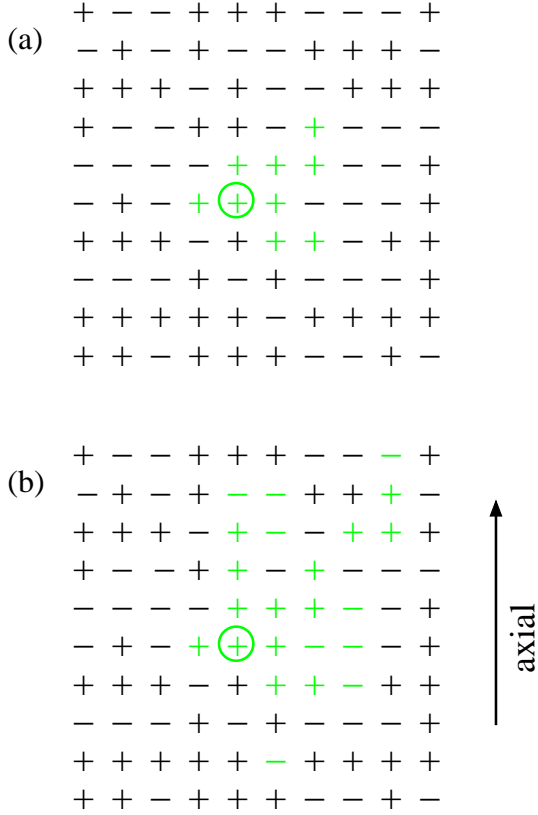 + − − + + + − − − +
(a)
− + − + − − + + + −
+ + + − + − − + + +
+ − − + + − + − − −
− − − − + + + − − +
− + − + + + − − − +
+ + + − + + + − − +
− − − + − + − − − +
+ + + + + − + + + +
+ + − + + + − − + −
+ − − + + + − − − +
(b)
− + − + − − + + + −
+ + + − + − − + + +
+ − − + + − + − − −
− − − − + + + − − +
− + − + + + − − − +
+ + + − + + + − − +
− − − + − + − − − +
+ + + + + − + + + +
+ + − + + + − − + −
axial